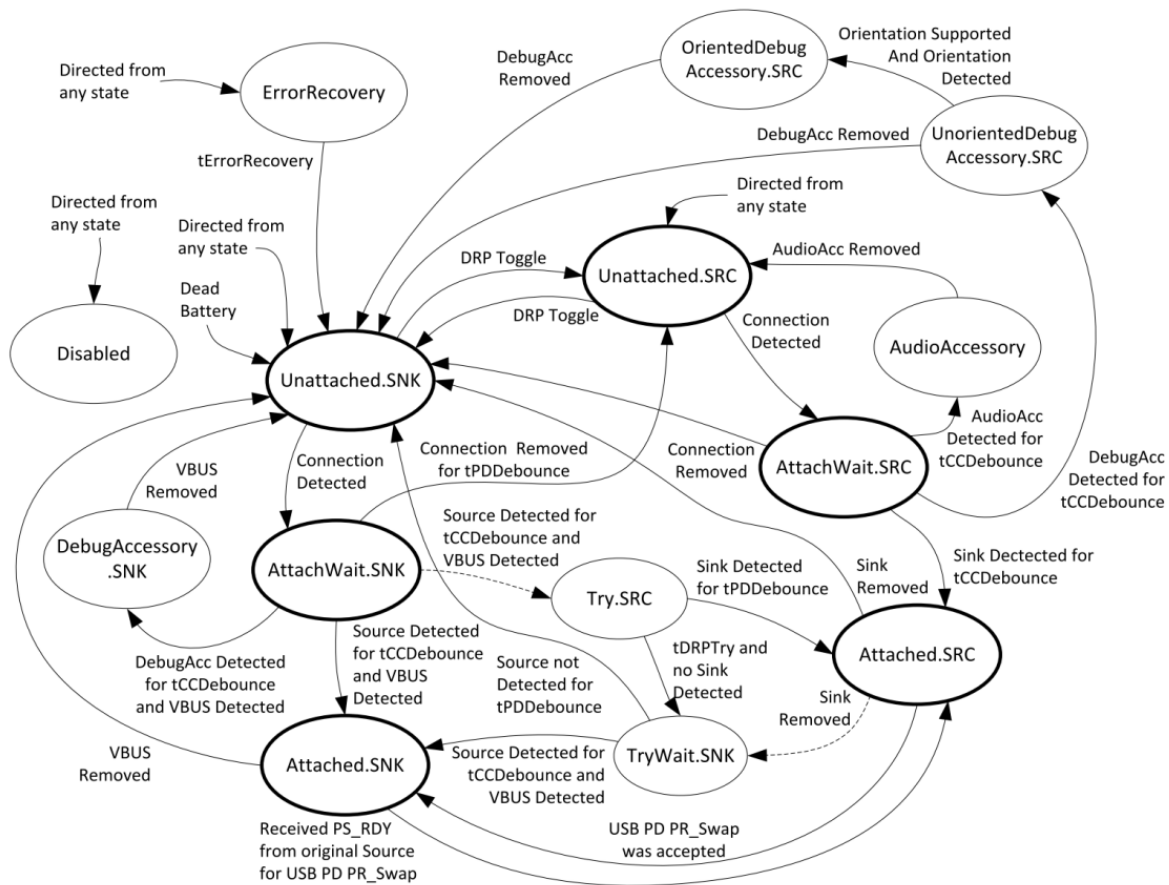 Directed from
any state
ErrorRecovery
tErrorRecovery
DebugAcc
Removed
OrientedDebug
Accessory.SRC
Orientation Supported
And Orientation
Detected
DebugAcc Removed
UnorientedDebug
Accessory.SRC
Directed from
any state
Disabled
Directed from
any state
Dead
Battery
DRP Toggle
DRP Toggle
Directed from
any state
Unattached.SRC
AudioAcc Removed
Connection
Detected
AudioAccessory
Unattached.SNK
AudioAcc
Detected for
tCCDebounce
DebugAcc
Detected for
tCCDebounce
AttachWait.SRC
Connection
Removed
VBUS
Removed
Connection
Detected
Connection  Removed
for tPDDebounce
Source Detected for
tCCDebounce and
VBUS Detected
DebugAccessory
.SNK
AttachWait.SNK
Try.SRC
Sink Detected
for tPDDebounce
Sink
Removed
Sink Dectected for
tCCDebounce
Attached.SRC
DebugAcc Detected
for tCCDebounce
and VBUS Detected
Source Detected
for tCCDebounce
and VBUS
Detected
Source not
Detected for
tPDDebounce
tDRPTry and
no Sink
Detected
Sink
Removed
VBUS
Removed
Attached.SNK
Source Detected for
tCCDebounce and
VBUS Detected
TryWait.SNK
Received PS_RDY
from original Source
for USB PD PR_Swap
USB PD PR_Swap
was accepted